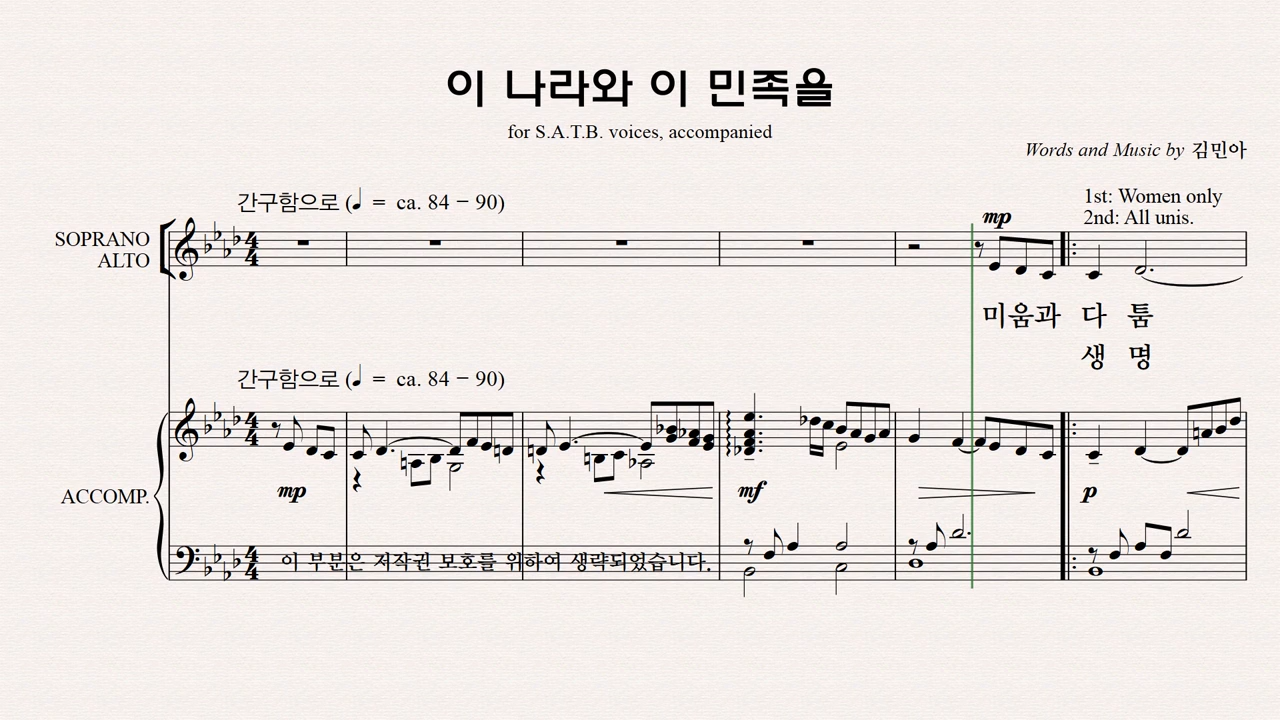 이 나라와 이 민족을
for S.A.T.B. voices, accompanied
Words and Music by 김민아
간구함으로 (♩ = ca. 84 – 90)
1st: Women only
2nd: All unis.
mp
SOPRANO
ALTO
미움과 다 툼
생 명
간구함으로 (♩ = ca. 84 – 90)
ACCOMP.
mp mf p
이 부분은 저작권 보호를 위하여 생략되었습니다.